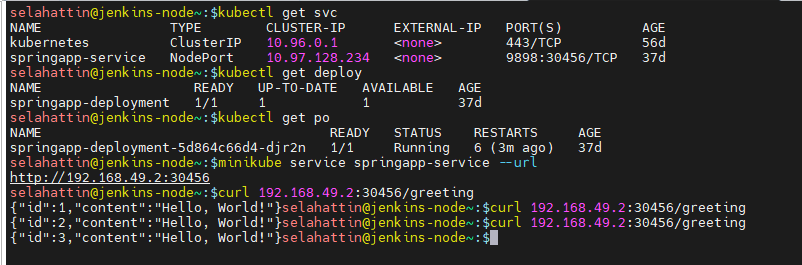 selahattin@jenkins-node~:$kubectl get svc
NAME TYPE CLUSTER-IP EXTERNAL-IP PORT(S) AGE
kubernetes ClusterIP 10.96.0.1 <none> 443/TCP 56d
springapp-service NodePort 10.97.128.234 <none> 9898:30456/TCP 37d
selahattin@jenkins-node~:$kubectl get deploy
NAME READY UP-TO-DATE AVAILABLE AGE
springapp-deployment 1/1 1 1 37d
selahattin@jenkins-node~:$kubectl get po
NAME READY STATUS RESTARTS AGE
springapp-deployment-5d864c66d4-djr2n 1/1 Running 6 (3m ago) 37d
selahattin@jenkins-node~:$minikube service springapp-service --url
http://192.168.49.2:30456
selahattin@jenkins-node~:$curl 192.168.49.2:30456/greeting
{"id":1,"content":"Hello, World!"}selahattin@jenkins-node~:$curl 192.168.49.2:30456/greeting
{"id":2,"content":"Hello, World!"}selahattin@jenkins-node~:$curl 192.168.49.2:30456/greeting
{"id":3,"content":"Hello, World!"}selahattin@jenkins-node~:$